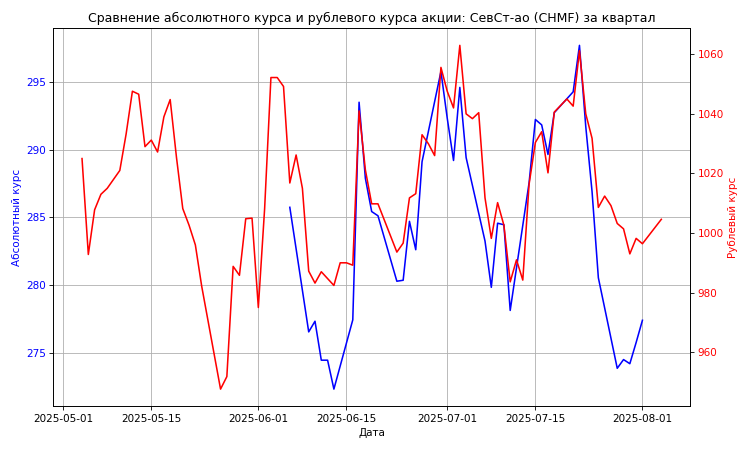 Сравнение абсолютного курса и рублевого курса акции: СевСт-ао (CHMF) за квартал
295
290
285
280
275
Абсолютный курс
1060
1040
1020
1000
980
960
Рублевый курс
2025-05-01 2025-05-15 2025-06-01 2025-06-15 2025-07-01 2025-07-15 2025-08-01
Дата